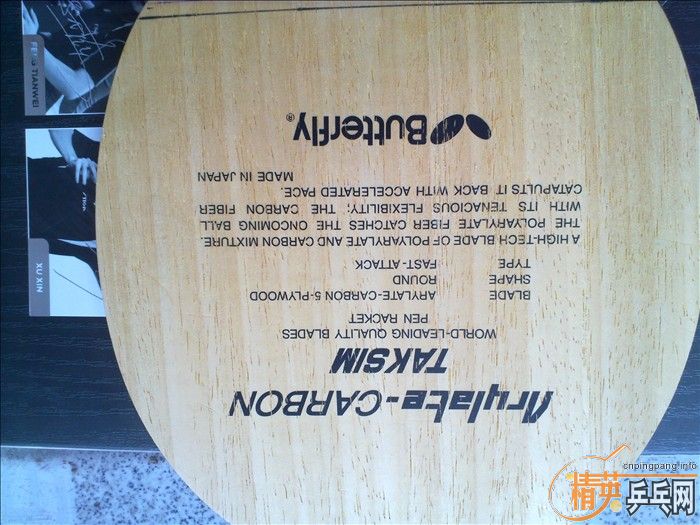 Arylate-CARBON
TAKSIM
WORLD-LEADING QUALITY BLADES
PEN RACKET
BLADE ARYLATE-CARBON 5-PLYWOOD
SHAPE ROUND
TYPE FAST-ATTACK
A HIGH-TECH BLADE OF POLYARYLATE AND CARBON MIXTURE.
THE POLYARYLATE FIBER CATCHES THE ONCOMING BALL
WITH ITS TENACIOUS FLEXIBILITY; THE CARBON FIBER
CATAPULTS IT BACK WITH ACCELERATED PACE.
MADE IN JAPAN
Butterfly®
FENG TIANWEI
XU XIN
cnpingpang.info
精英乒乓网